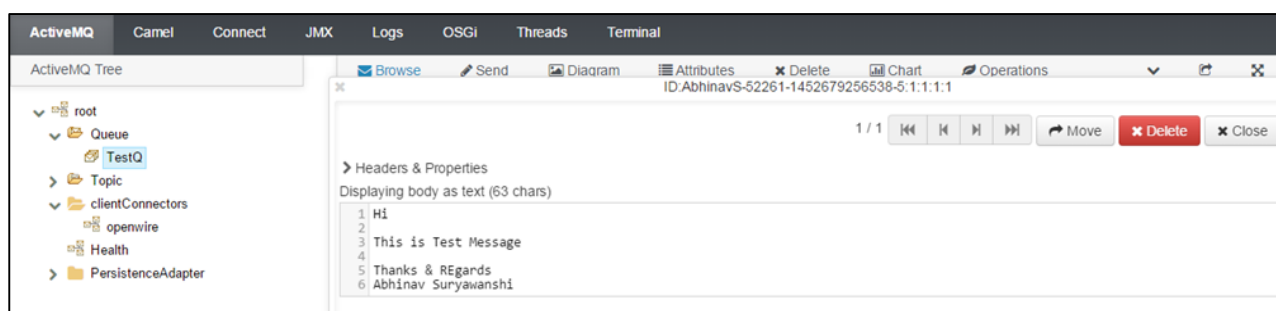 ActiveMQ Camel Connect JMX Logs OSGi Threads Terminal
ActiveMQ Tree
Browse Send Diagram Attributes Delete Chart Operations
ID:AbhinavS-52261-1452679256538-5:1:1:1:1
root
Queue
TestQ
Topic
clientConnectors
openwire
Health
PersistenceAdapter
1 / 1 Move Delete Close
Headers & Properties
Displaying body as text (63 chars)
1 Hi
2
3 This is Test Message
4
5 Thanks & REgards
6 Abhinav Suryawanshi